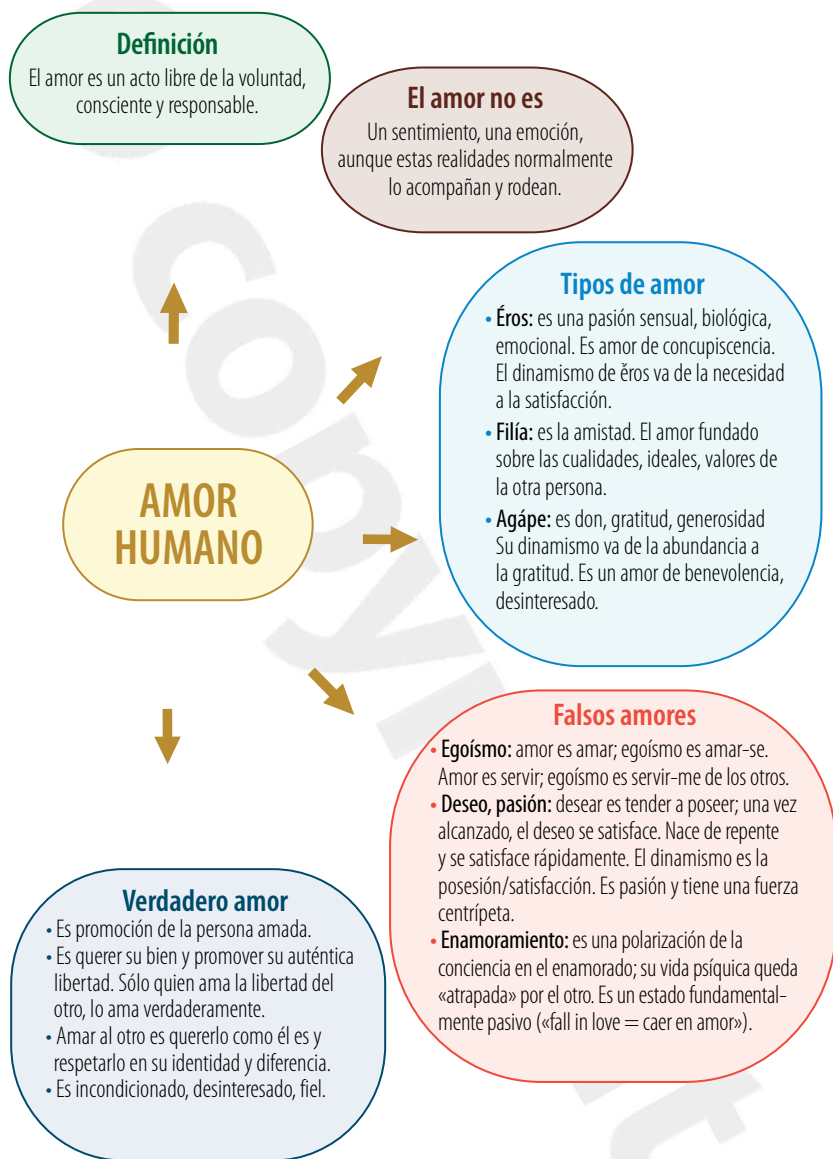 Definición
El amor es un acto libre de la voluntad,
consciente y responsable.
El amor no es
Un sentimiento, una emoción,
aunque estas realidades normalmente
lo acompañan y rodean.
Tipos de amor
• Éros: es una pasión sensual, biológica,
emocional. Es amor de concupiscencia.
El dinamismo de ěros va de la necesidad
a la satisfacción.
• Filía: es la amistad. El amor fundado
sobre las cualidades, ideales, valores de
la otra persona.
• Agápe: es don, gratitud, generosidad
Su dinamismo va de la abundancia a
la gratitud. Es un amor de benevolencia,
desinteresado.
AMOR
HUMANO
Falsos amores
• Egoísmo: amor es amar; egoísmo es amar-se.
Amor es servir; egoísmo es servir-me de los otros.
• Deseo, pasión: desear es tender a poseer; una vez
alcanzado, el deseo se satisface. Nace de repente
y se satisface rápidamente. El dinamismo es la
posesión/satisfacción. Es pasión y tiene una fuerza
centrípeta.
• Enamoramiento: es una polarización de la
conciencia en el enamorado; su vida psíquica queda
«atrapada» por el otro. Es un estado fundamental-
mente pasivo («fall in love = caer en amor»).
Verdadero amor
• Es promoción de la persona amada.
• Es querer su bien y promover su auténtica
libertad. Sólo quien ama la libertad del
otro, lo ama verdaderamente.
• Amar al otro es quererlo como él es y
respetarlo en su identidad y diferencia.
• Es incondicionado, desinteresado, fiel.